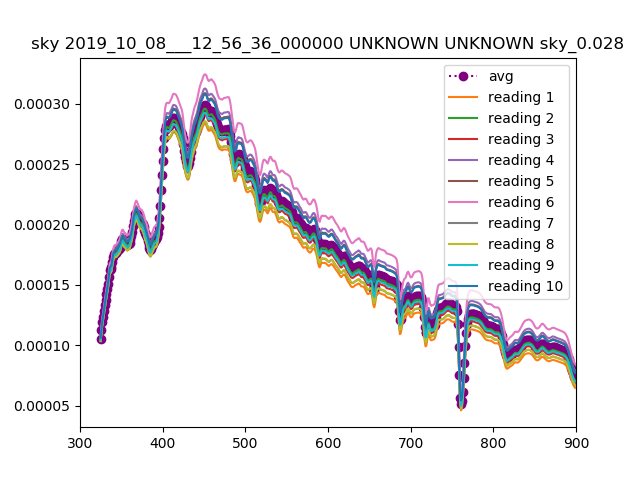 sky 2019_10_08___12_56_36_000000 UNKNOWN UNKNOWN sky_0.028
avg
reading 1
reading 2
reading 3
reading 4
reading 5
reading 6
reading 7
reading 8
reading 9
reading 10
0.00030
0.00025
0.00020
0.00015
0.00010
0.00005
300 400 500 600 700 800 900